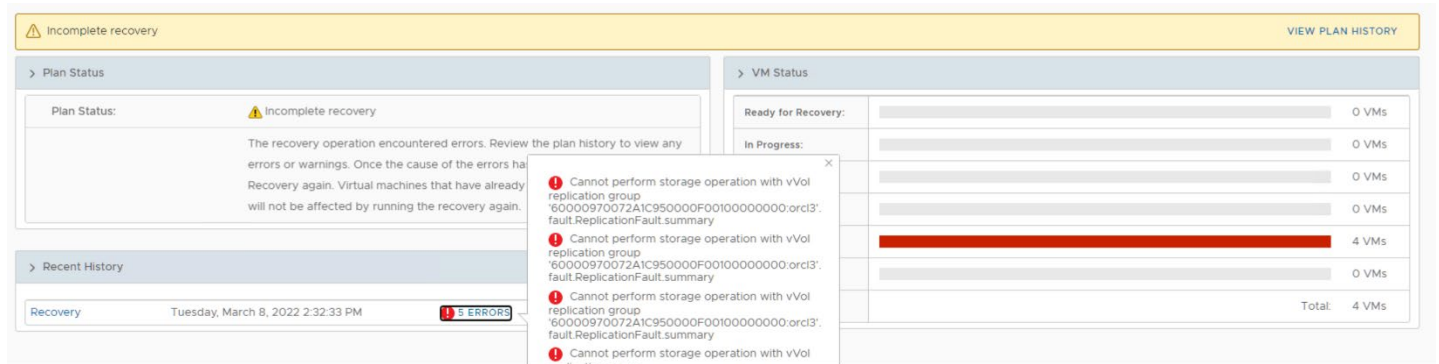 Incomplete recovery
VIEW PLAN HISTORY
Plan Status
Plan Status:
Incomplete recovery
The recovery operation encountered errors. Review the plan history to view any
errors or warnings. Once the cause of the errors ha
Recovery again. Virtual machines that have already
will not be affected by running the recovery again.
Recent History
Recovery
Tuesday, March 8, 2022 2:32:33 PM
5 ERRORS
Cannot perform storage operation with vVol
replication group
'60000970072A1C950000F00100000000:orcl3'.
fault.ReplicationFault.summary
Cannot perform storage operation with vVol
replication group
'60000970072A1C950000F00100000000:orcl3'.
fault.ReplicationFault.summary
Cannot perform storage operation with vVol
replication group
'60000970072A1C950000F00100000000:orcl3'.
fault.ReplicationFault.summary
Cannot perform storage operation with vVol
VM Status
Ready for Recovery:
0 VMs
In Progress:
0 VMs
0 VMs
0 VMs
4 VMs
0 VMs
Total:
4 VMs